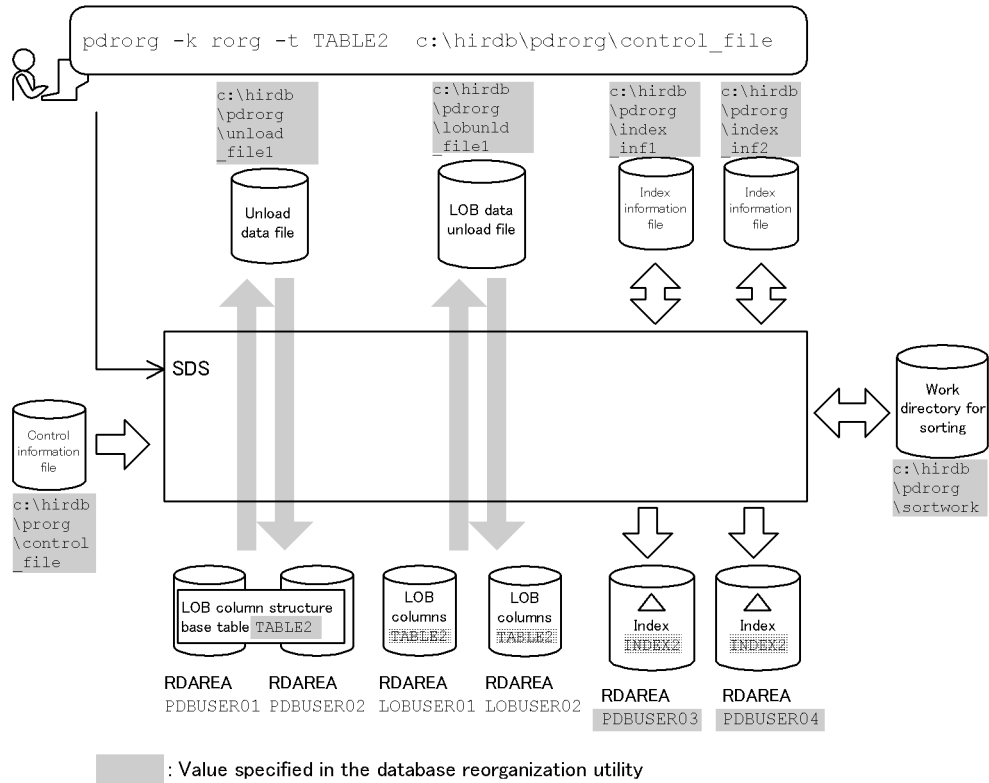 pdrorg -k rorg -t TABLE2 c:\hirdb\pdrorg\control_file
c:\hirdb
\pdrorg
\unload
_file1
c:\hirdb
\pdrorg
\lobunld
_file1
c:\hirdb
\pdrorg
\index
_inf1
c:\hirdb
\pdrorg
\index
_inf2
Unload
data file
LOB data
unload file
Index
information
file
Index
information
file
SDS
Control
information
file
c:\hirdb
\prorg
\control
_file
Work
directory for
sorting
c:\hirdb
\pdrorg
\sortwork
LOB column structure
base table TABLE2
LOB
columns
TABLE2
LOB
columns
TABLE2
Index
INDEX2
Index
INDEX2
RDAREA
PDBUSER01
RDAREA
PDBUSER02
RDAREA
LOBUSER01
RDAREA
LOBUSER02
RDAREA
PDBUSER03
RDAREA
PDBUSER04
: Value specified in the database reorganization utility